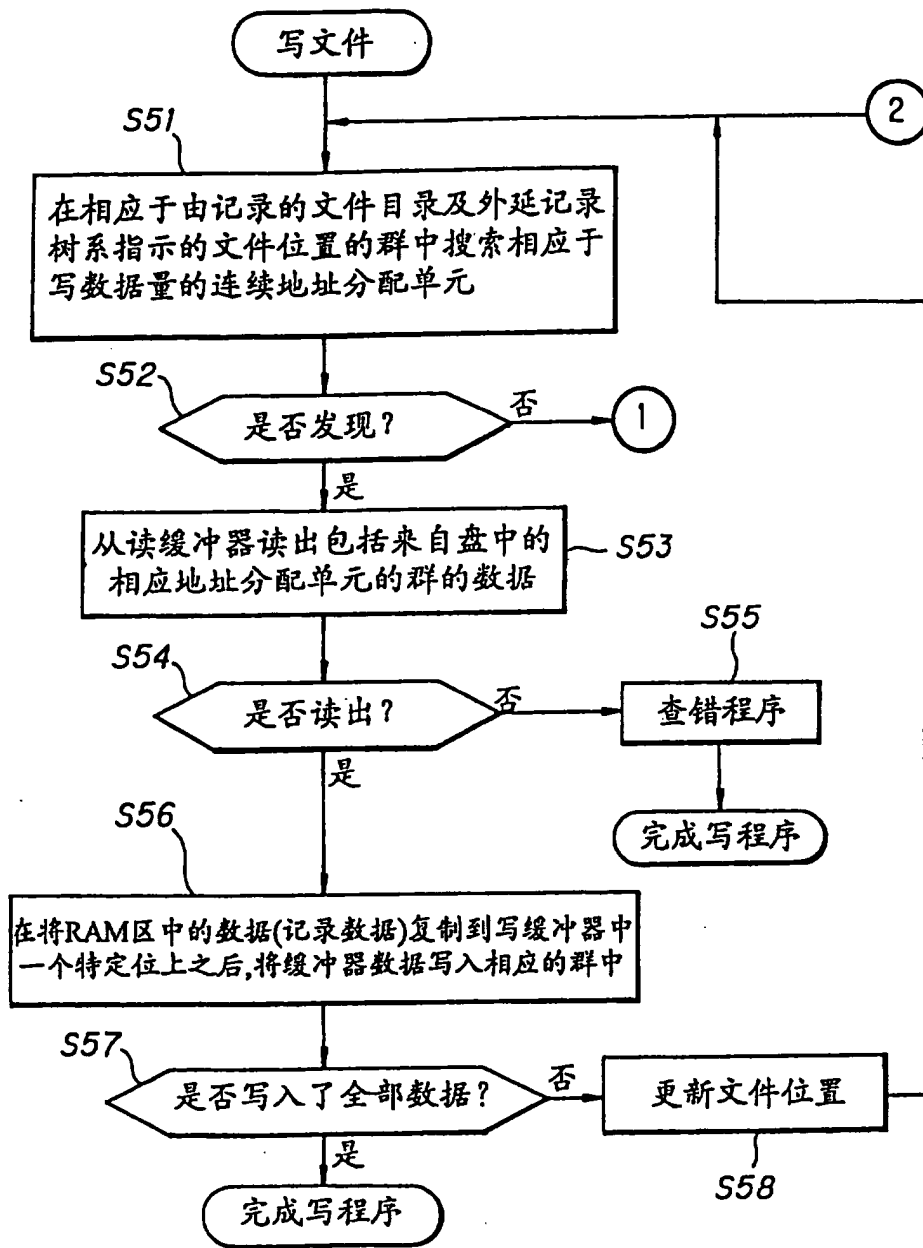 写文件
2
S51
在相应于由记录的文件目录及外延记录
树系指示的文件位置的群中搜索相应于
写数据量的连续地址分配单元
S52
是否发现?
否
1
是
从读缓冲器读出包括来自盘中的
相应地址分配单元的群的数据
S53
S54
是否读出?
否
S55
查错程序
是
完成写程序
S56
在将RAM区中的数据(记录数据)复制到写缓冲器中
一个特定位上之后,将缓冲器数据写入相应的群中
S57
是否写入了全部数据?
否
更新文件位置
是
S58
完成写程序